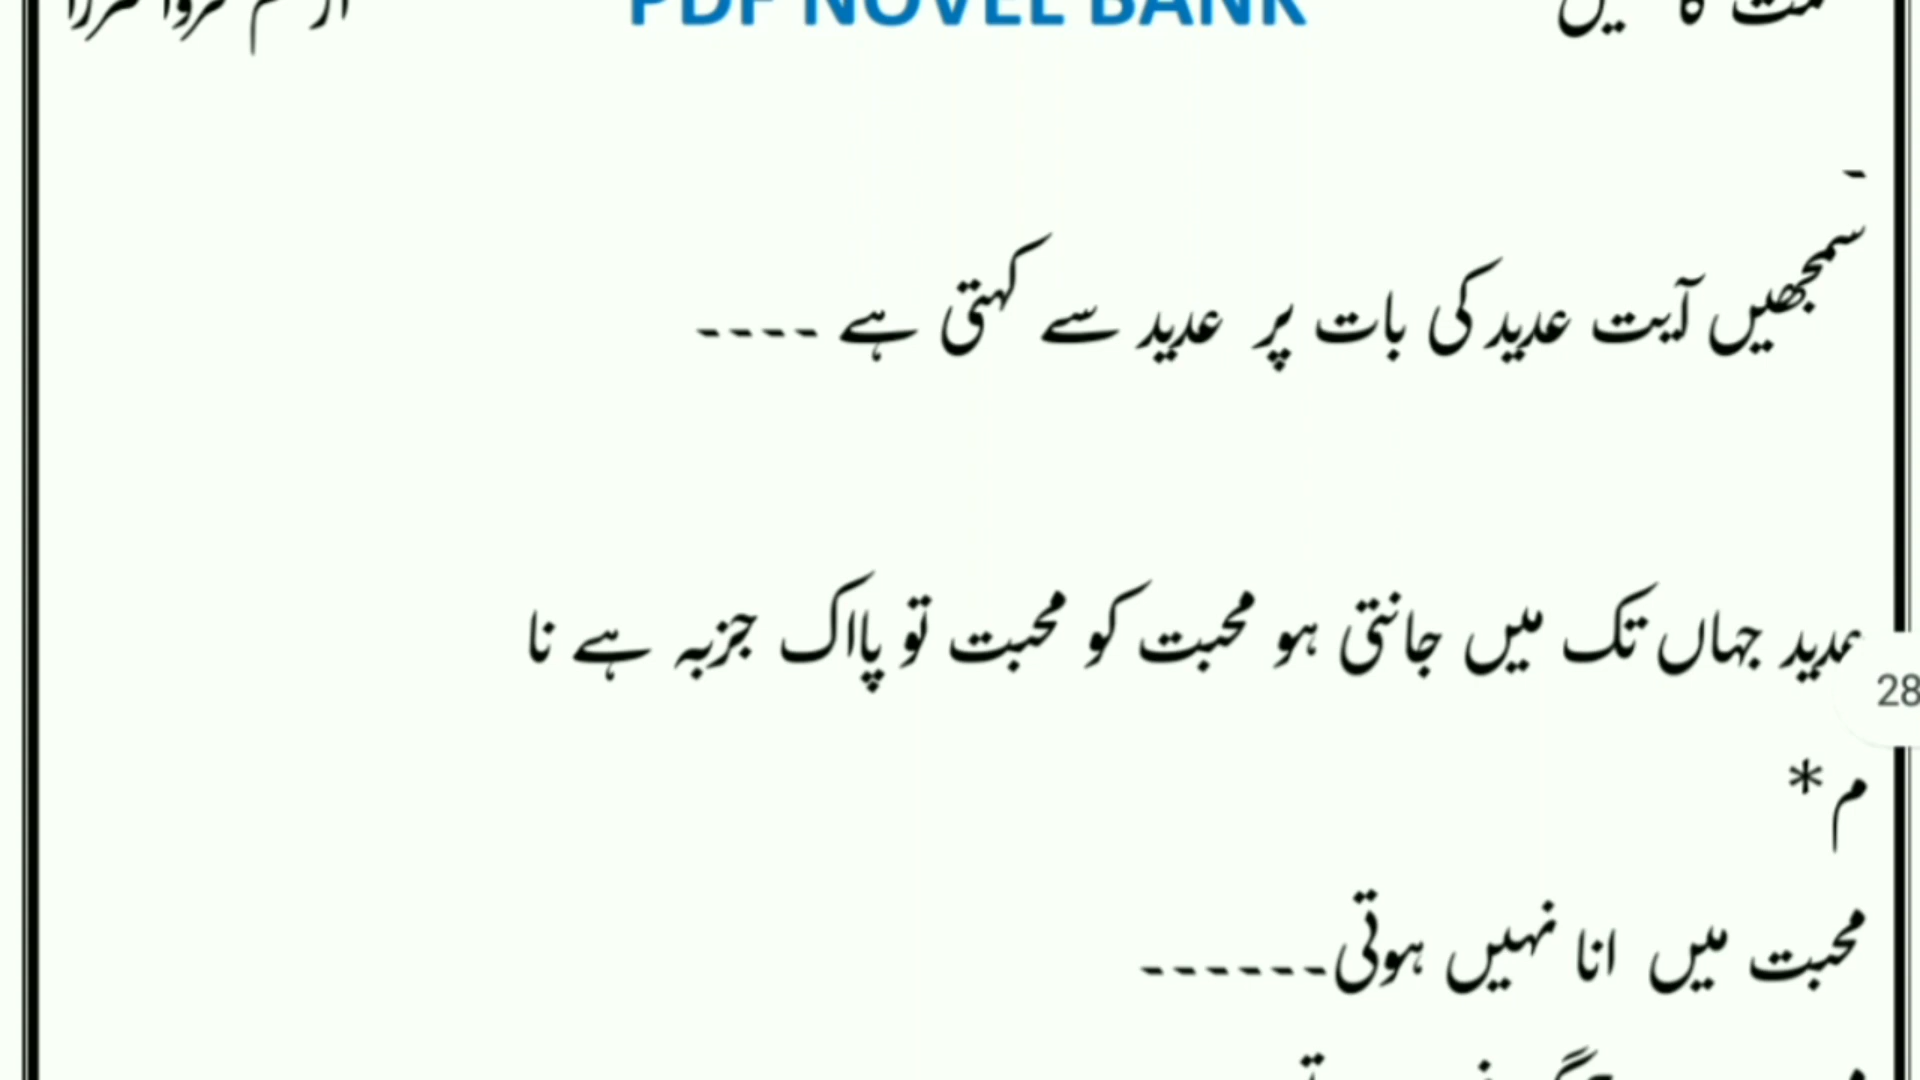 PDF NOVEL BANK
۔
سمجھیں آیت عدید کی بات پر عدید سے کہتی ہے ۔۔۔۔
عدید جہاں تک میں جانتی ہو محبت کو محبت تو پااک جزبہ ہے نا
28
م*
محبت میں انا نہیں ہوتی۔۔۔۔۔۔